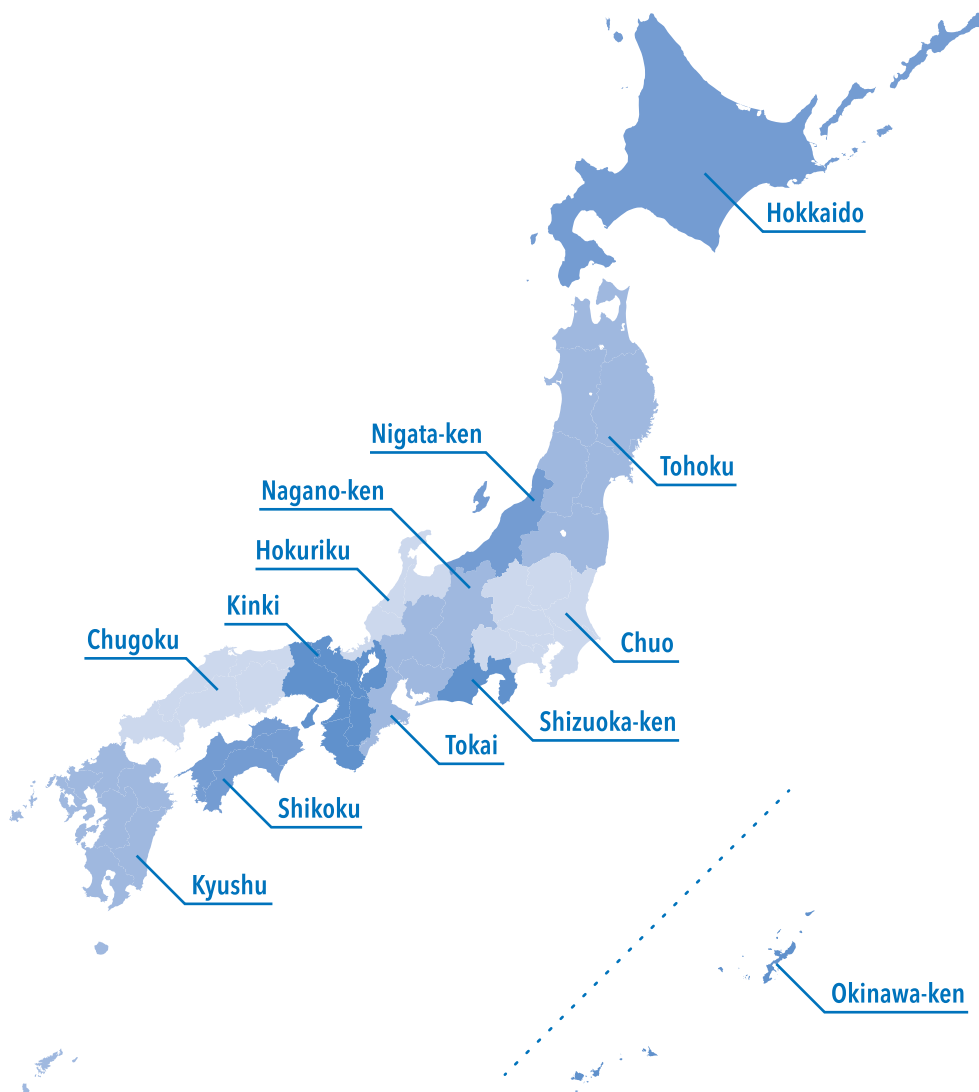 Hokkaido
Nigata-ken
Tohoku
Nagano-ken
Hokuriku
Kinki
Chugoku
Chuo
Shizuoka-ken
Tokai
Shikoku
Kyushu
Okinawa-ken